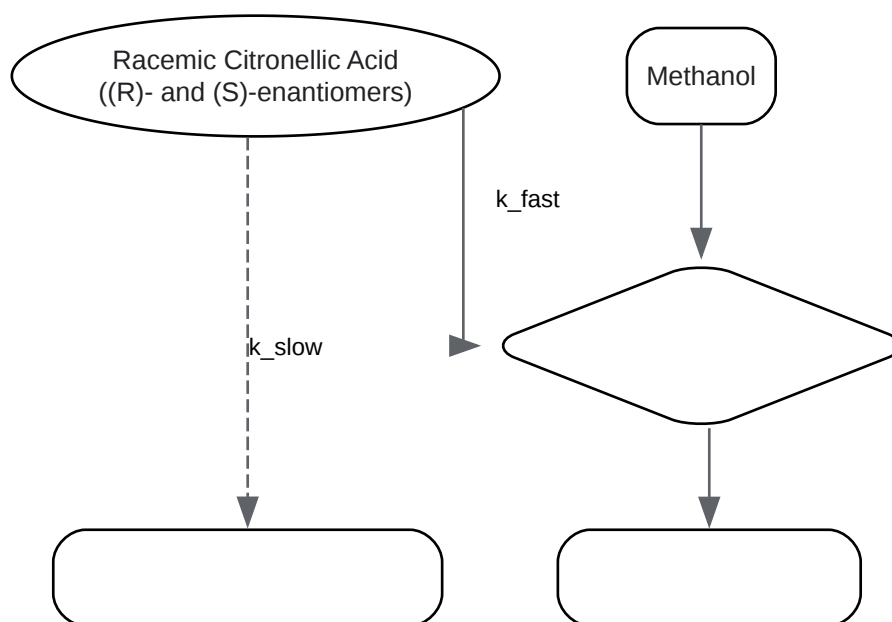 Racemic Citronellic Acid
((R)- and (S)-enantiomers)
Methanol
k_fast
k_slow